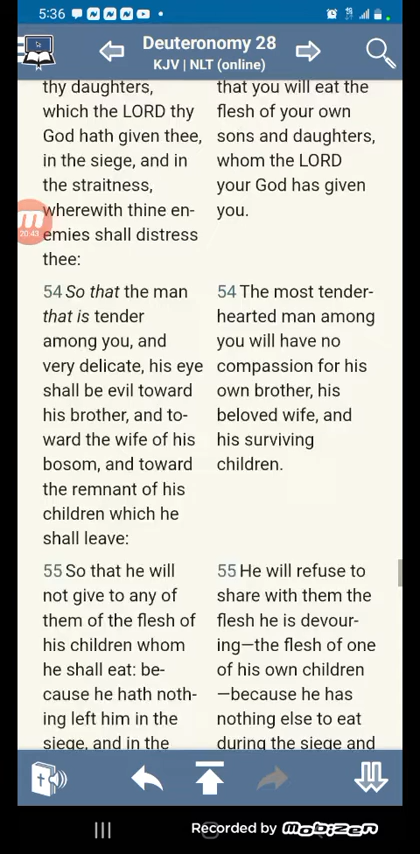 5:36
Deuteronomy 28
KJV | NLT (online)
thy daughters,
which the LORD thy
God hath given thee,
in the siege, and in
the straitness,
wherewith thine en-
emies shall distress
thee:
54 So that the man
that is tender
among you, and
very delicate, his eye
shall be evil toward
his brother, and to-
ward the wife of his
bosom, and toward
the remnant of his
children which he
shall leave:
55 So that he will
not give to any of
them of the flesh of
his children whom
he shall eat: be-
cause he hath noth-
ing left him in the
siege, and in the
that you will eat the
flesh of your own
sons and daughters,
whom the LORD
your God has given
you.
54 The most tender-
hearted man among
you will have no
compassion for his
own brother, his
beloved wife, and
his surviving
children.
55 He will refuse to
share with them the
flesh he is devour-
ing—the flesh of one
of his own children
—because he has
nothing else to eat
during the siege and
20:43
Recorded by mobizen